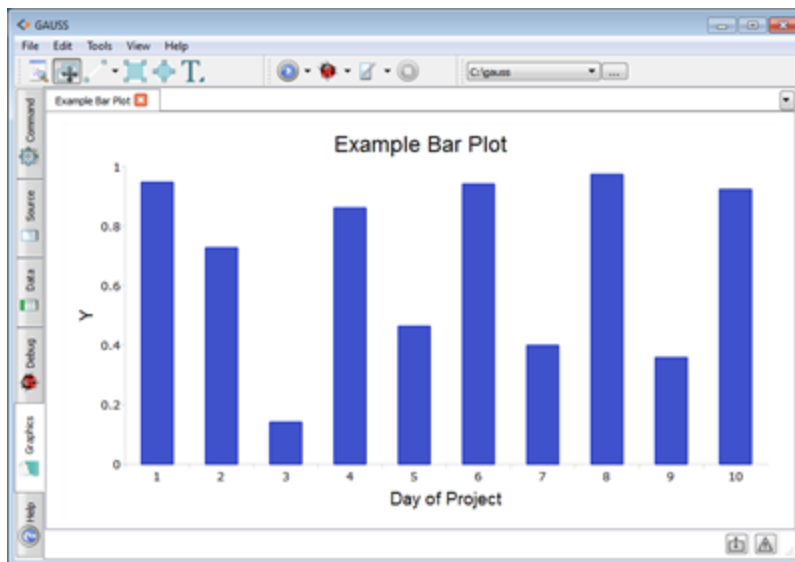 GAUSS
File Edit Tools View Help
T
C:\gauss
...
Example Bar Plot
Command
Source
Data
Debug
Graphics
Help
Example Bar Plot
1
0.8
0.6
0.4
0.2
0
Y
1 2 3 4 5 6 7 8 9 10
Day of Project